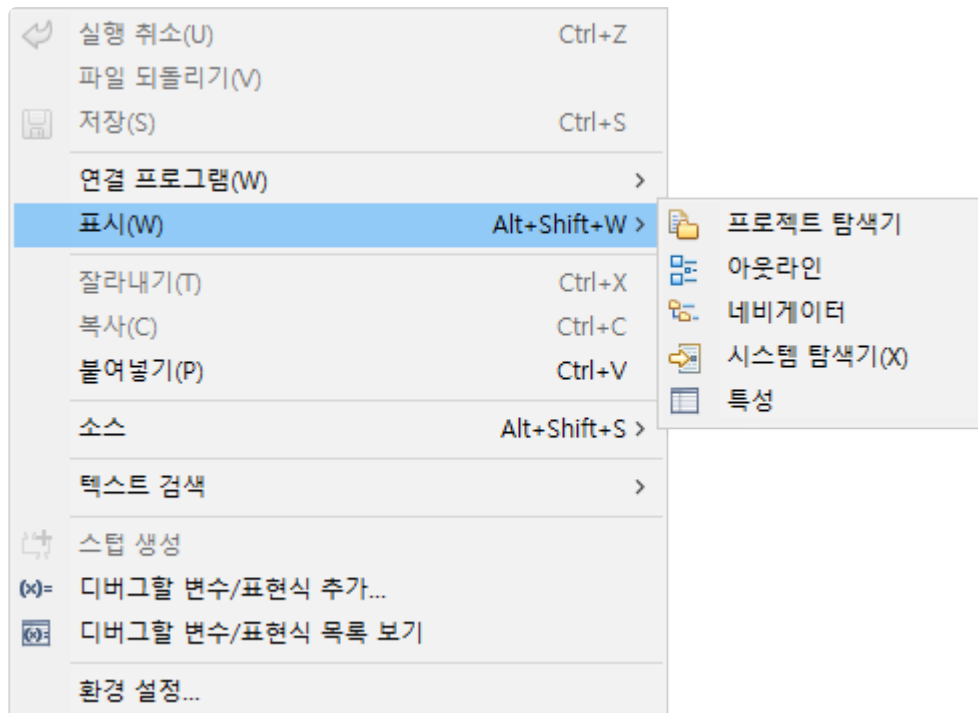 실행 취소(U) Ctrl+Z
파일 되돌리기(V)
저장(S) Ctrl+S
연결 프로그램(W) >
표시(W) Alt+Shift+W >
잘라내기(T) Ctrl+X
복사(C) Ctrl+C
붙여넣기(P) Ctrl+V
소스 Alt+Shift+S >
텍스트 검색 >
스텁 생성
(x)= 디버그할 변수/표현식 추가...
(x)= 디버그할 변수/표현식 목록 보기
환경 설정...
프로젝트 탐색기
아웃라인
네비게이터
시스템 탐색기(X)
특성